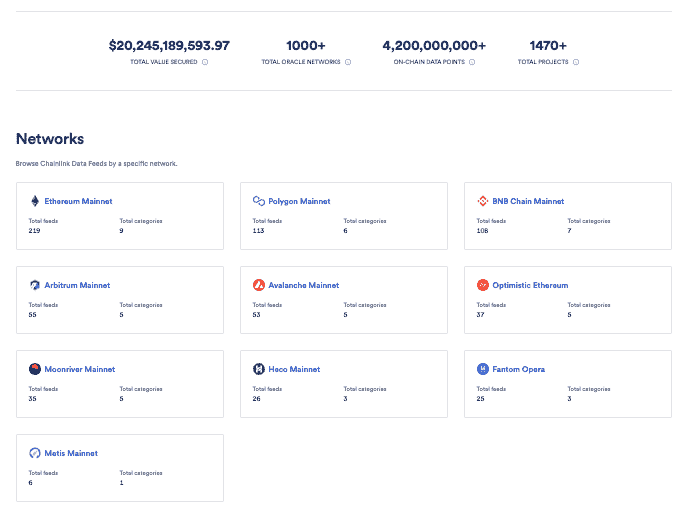 $20,245,189,593.97 1000+ 4,200,000,000+ 1470+
TOTAL VALUE SECURED TOTAL ORACLE NETWORKS ON-CHAIN DATA POINTS TOTAL PROJECTS
Networks
Browse Chainlink Data Feeds by a specific network.
Ethereum Mainnet Polygon Mainnet BNB Chain Mainnet
Total feeds Total categories Total feeds Total categories Total feeds Total categories
219 9 113 6 108 7
Arbitrum Mainnet Avalanche Mainnet Optimistic Ethereum
Total feeds Total categories Total feeds Total categories Total feeds Total categories
55 5 53 5 37 5
Moonriver Mainnet Heco Mainnet Fantom Opera
Total feeds Total categories Total feeds Total categories Total feeds Total categories
35 5 26 3 25 3
Metis Mainnet
Total feeds Total categories
6 1